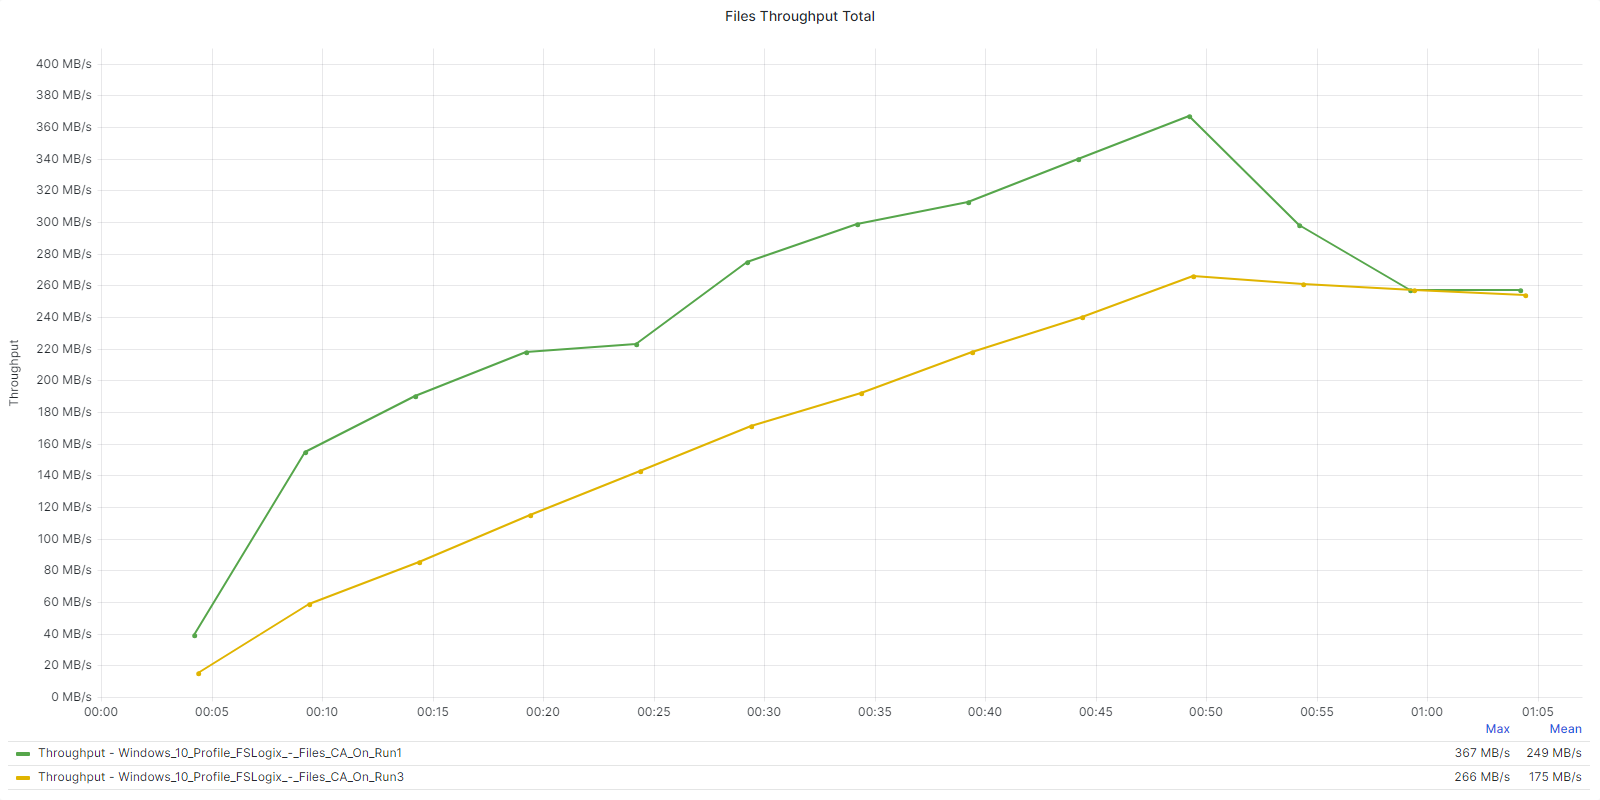 Files Throughput Total
400 MB/s
380 MB/s
360 MB/s
340 MB/s
320 MB/s
300 MB/s
280 MB/s
260 MB/s
240 MB/s
220 MB/s
200 MB/s
180 MB/s
160 MB/s
140 MB/s
120 MB/s
100 MB/s
80 MB/s
60 MB/s
40 MB/s
20 MB/s
0 MB/s
Throughput
00:00 00:05 00:10 00:15 00:20 00:25 00:30 00:35 00:40 00:45 00:50 00:55 01:00 01:05
Max Mean
Throughput - Windows_10_Profile_FSLogix_-_Files_CA_On_Run1 367 MB/s 249 MB/s
Throughput - Windows_10_Profile_FSLogix_-_Files_CA_On_Run3 266 MB/s 175 MB/s